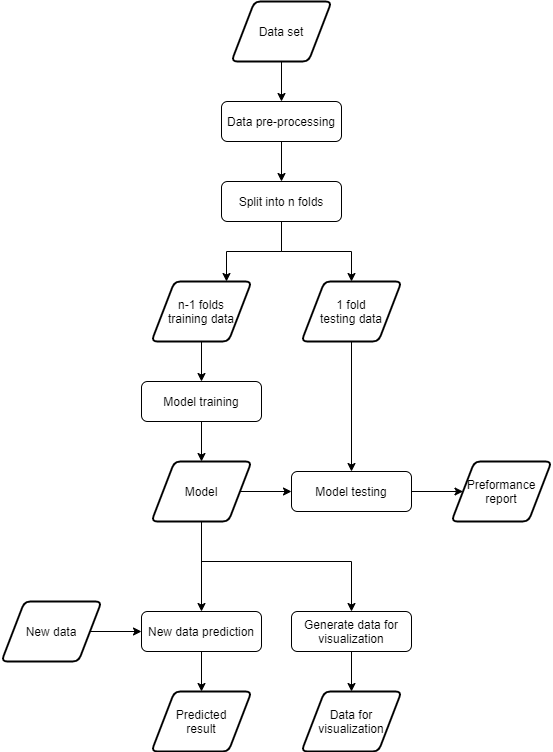 Data set
Data pre-processing
Split into n folds
n-1 folds
training data
1 fold
testing data
Model training
Model
Model testing
Preformance
report
New data
New data prediction
Generate data for
visualization
Predicted
result
Data for
visualization